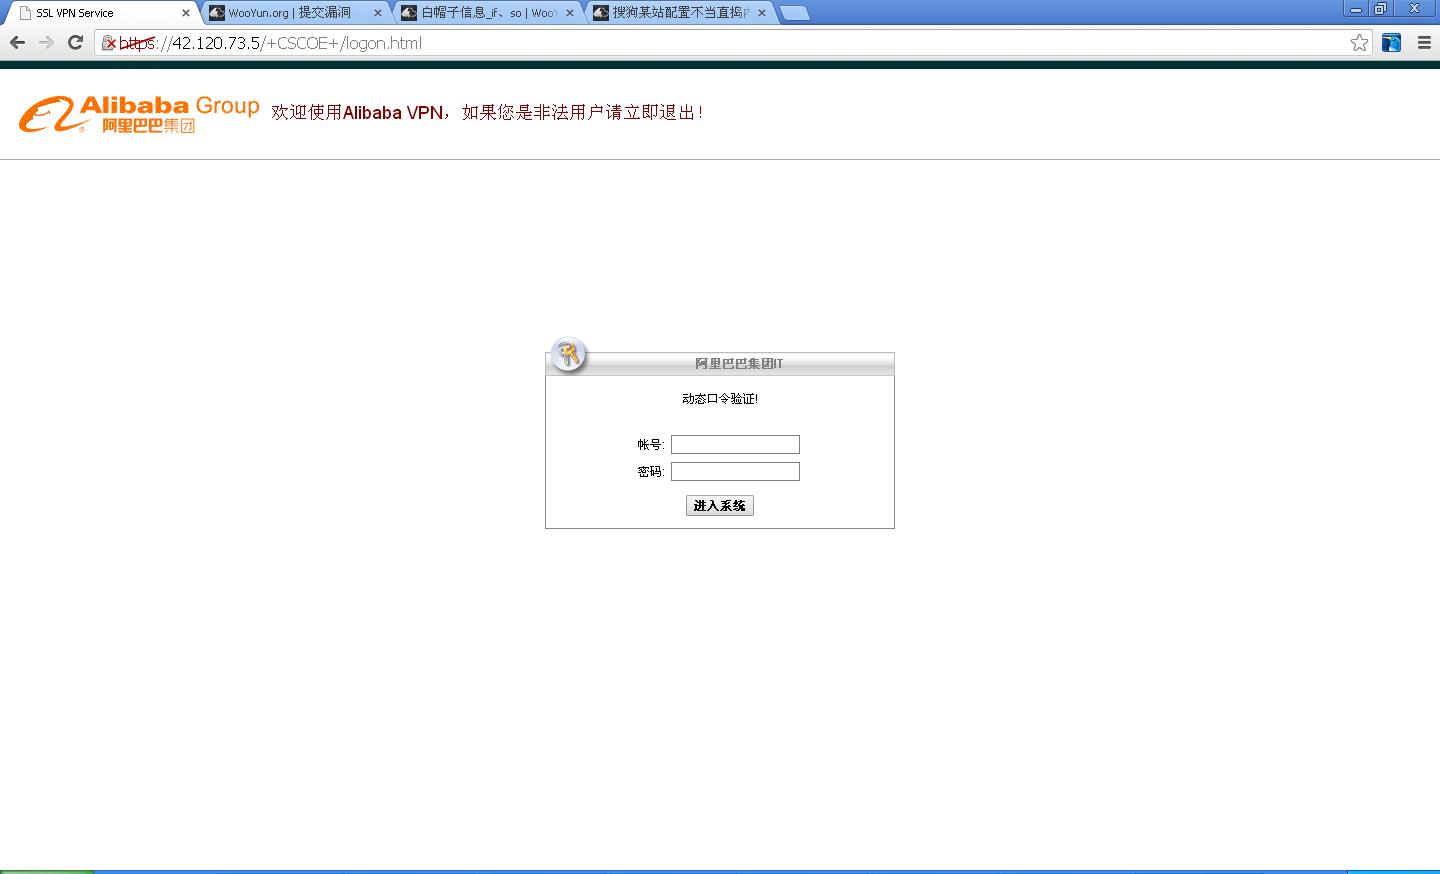 SSL VPN Service
WooYun.org | 提交漏洞
白帽子信息_if、so | Woo
搜狗某站配置不当直捣
https://42.120.73.5/+CSCOE+/logon.html
Alibaba Group
阿里巴巴集团
欢迎使用Alibaba VPN，如果您是非法用户请立即退出！
阿里巴巴集团IT
动态口令验证!
帐号:
密码:
进入系统